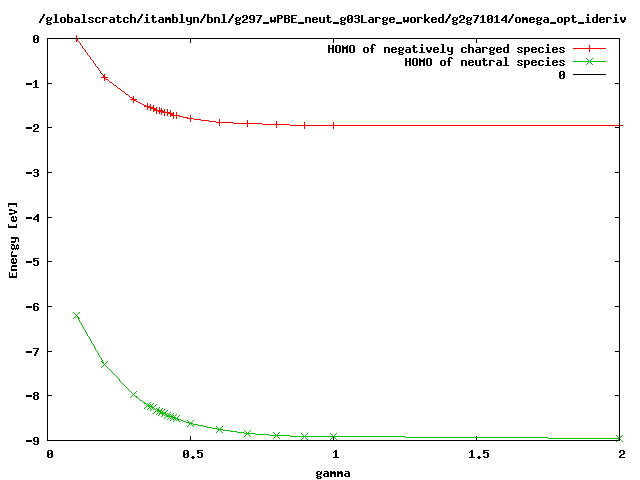 /globalscratch/itamblyn/bnl/g297_wPBE_neut_g03Large_worked/g2g71014/omega_opt_ideriv
HOMO of negatively charged species
HOMO of neutral species
0
0
-1
-2
-3
-4
-5
-6
-7
-8
-9
Energy [eV]
0 0.5 1 1.5 2
gamma